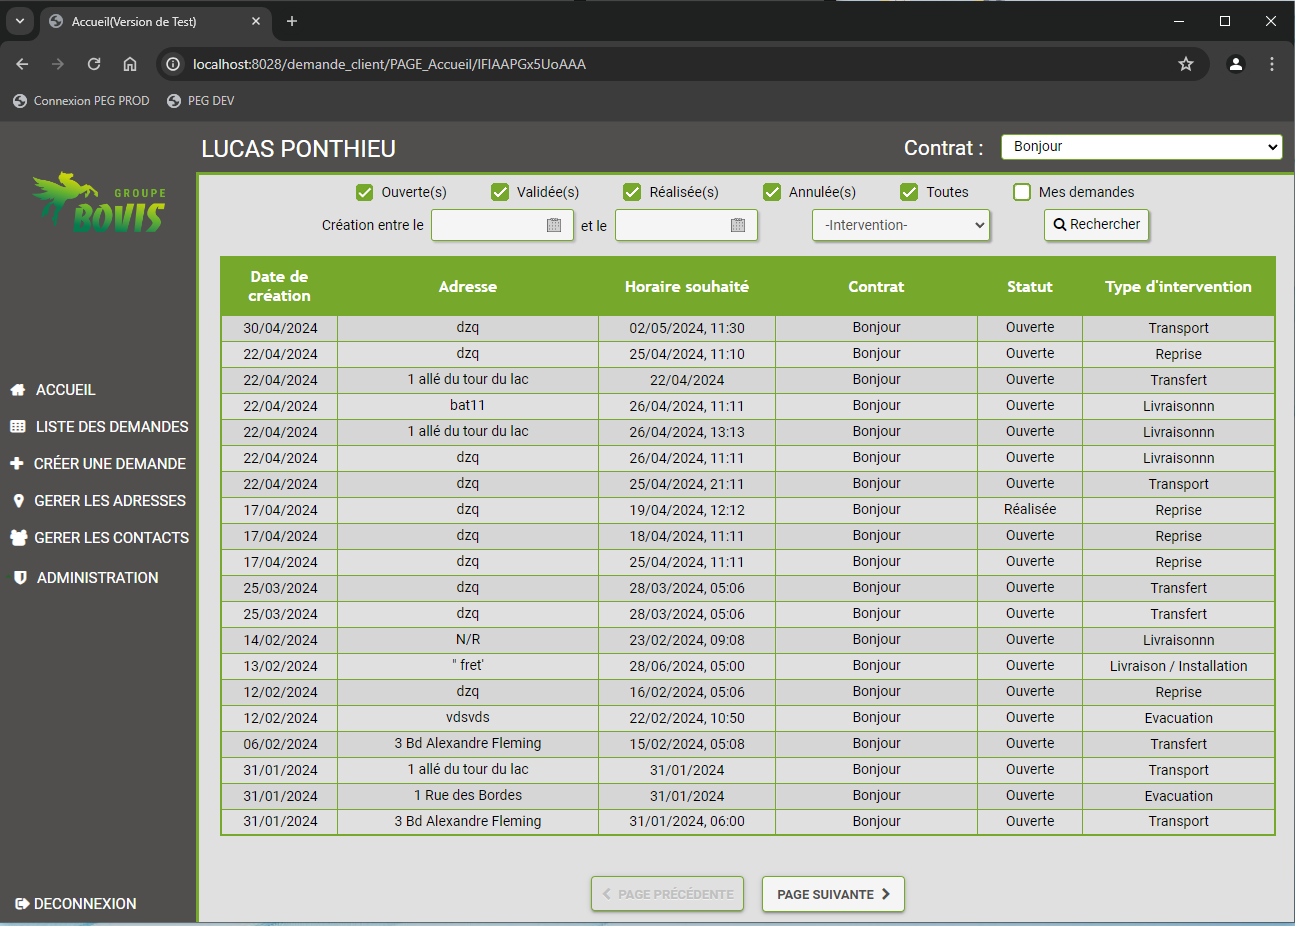 Accueil(Version de Test)
localhost:8028/demande_client/PAGE_Accueil/IFIAAPGx5UoAAA
Connexion PEG PROD PEG DEV
GROUPE
BOVIS
LUCAS PONTHIEU Contrat : Bonjour
Ouverte(s) Validée(s) Réalisée(s) Annulée(s) Toutes Mes demandes
Création entre le et le -Intervention- Rechercher
Date de création Adresse Horaire souhaité Contrat Statut Type d'intervention
30/04/2024 dzq 02/05/2024, 11:30 Bonjour Ouverte Transport
22/04/2024 dzq 25/04/2024, 11:10 Bonjour Ouverte Reprise
22/04/2024 1 allé du tour du lac 22/04/2024 Bonjour Ouverte Transfert
22/04/2024 bat11 26/04/2024, 11:11 Bonjour Ouverte Livraisonnn
22/04/2024 1 allé du tour du lac 26/04/2024, 13:13 Bonjour Ouverte Livraisonnn
22/04/2024 dzq 26/04/2024, 11:11 Bonjour Ouverte Livraisonnn
22/04/2024 dzq 25/04/2024, 21:11 Bonjour Ouverte Transport
17/04/2024 dzq 19/04/2024, 12:12 Bonjour Réalisée Reprise
17/04/2024 dzq 18/04/2024, 11:11 Bonjour Ouverte Reprise
17/04/2024 dzq 25/04/2024, 11:11 Bonjour Ouverte Reprise
25/03/2024 dzq 28/03/2024, 05:06 Bonjour Ouverte Transfert
25/03/2024 dzq 28/03/2024, 05:06 Bonjour Ouverte Transfert
14/02/2024 N/R 23/02/2024, 09:08 Bonjour Ouverte Livraisonnn
13/02/2024 " fret' 28/06/2024, 05:00 Bonjour Ouverte Livraison / Installation
12/02/2024 dzq 16/02/2024, 05:06 Bonjour Ouverte Reprise
12/02/2024 vdsvds 22/02/2024, 10:50 Bonjour Ouverte Evacuation
06/02/2024 3 Bd Alexandre Fleming 15/02/2024, 05:08 Bonjour Ouverte Transfert
31/01/2024 1 allé du tour du lac 31/01/2024 Bonjour Ouverte Transport
31/01/2024 1 Rue des Bordes 31/01/2024 Bonjour Ouverte Evacuation
31/01/2024 3 Bd Alexandre Fleming 31/01/2024, 06:00 Bonjour Ouverte Transport
PAGE PRÉCÉDENTE PAGE SUIVANTE
ACCUEIL
LISTE DES DEMANDES
CRÉER UNE DEMANDE
GERER LES ADRESSES
GERER LES CONTACTS
ADMINISTRATION
DECONNEXION